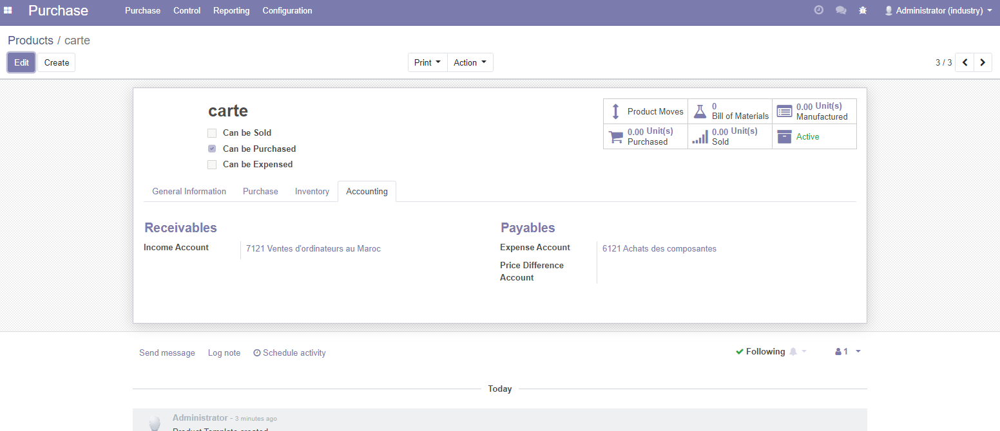 Purchase Purchase Control Reporting Configuration Administrator (industry)
Products / carte
Edit Create Print Action 3 / 3
carte
Can be Sold
Can be Purchased
Can be Expensed
Product Moves
0
Bill of Materials
0.00 Unit(s)
Manufactured
0.00 Unit(s)
Purchased
0.00 Unit(s)
Sold
Active
General Information Purchase Inventory Accounting
Receivables
Income Account 7121 Ventes d'ordinateurs au Maroc
Payables
Expense Account 6121 Achats des composantes
Price Difference
Account
Send message Log note Schedule activity Following 1
Today
Administrator - 3 minutes ago
Product Template created